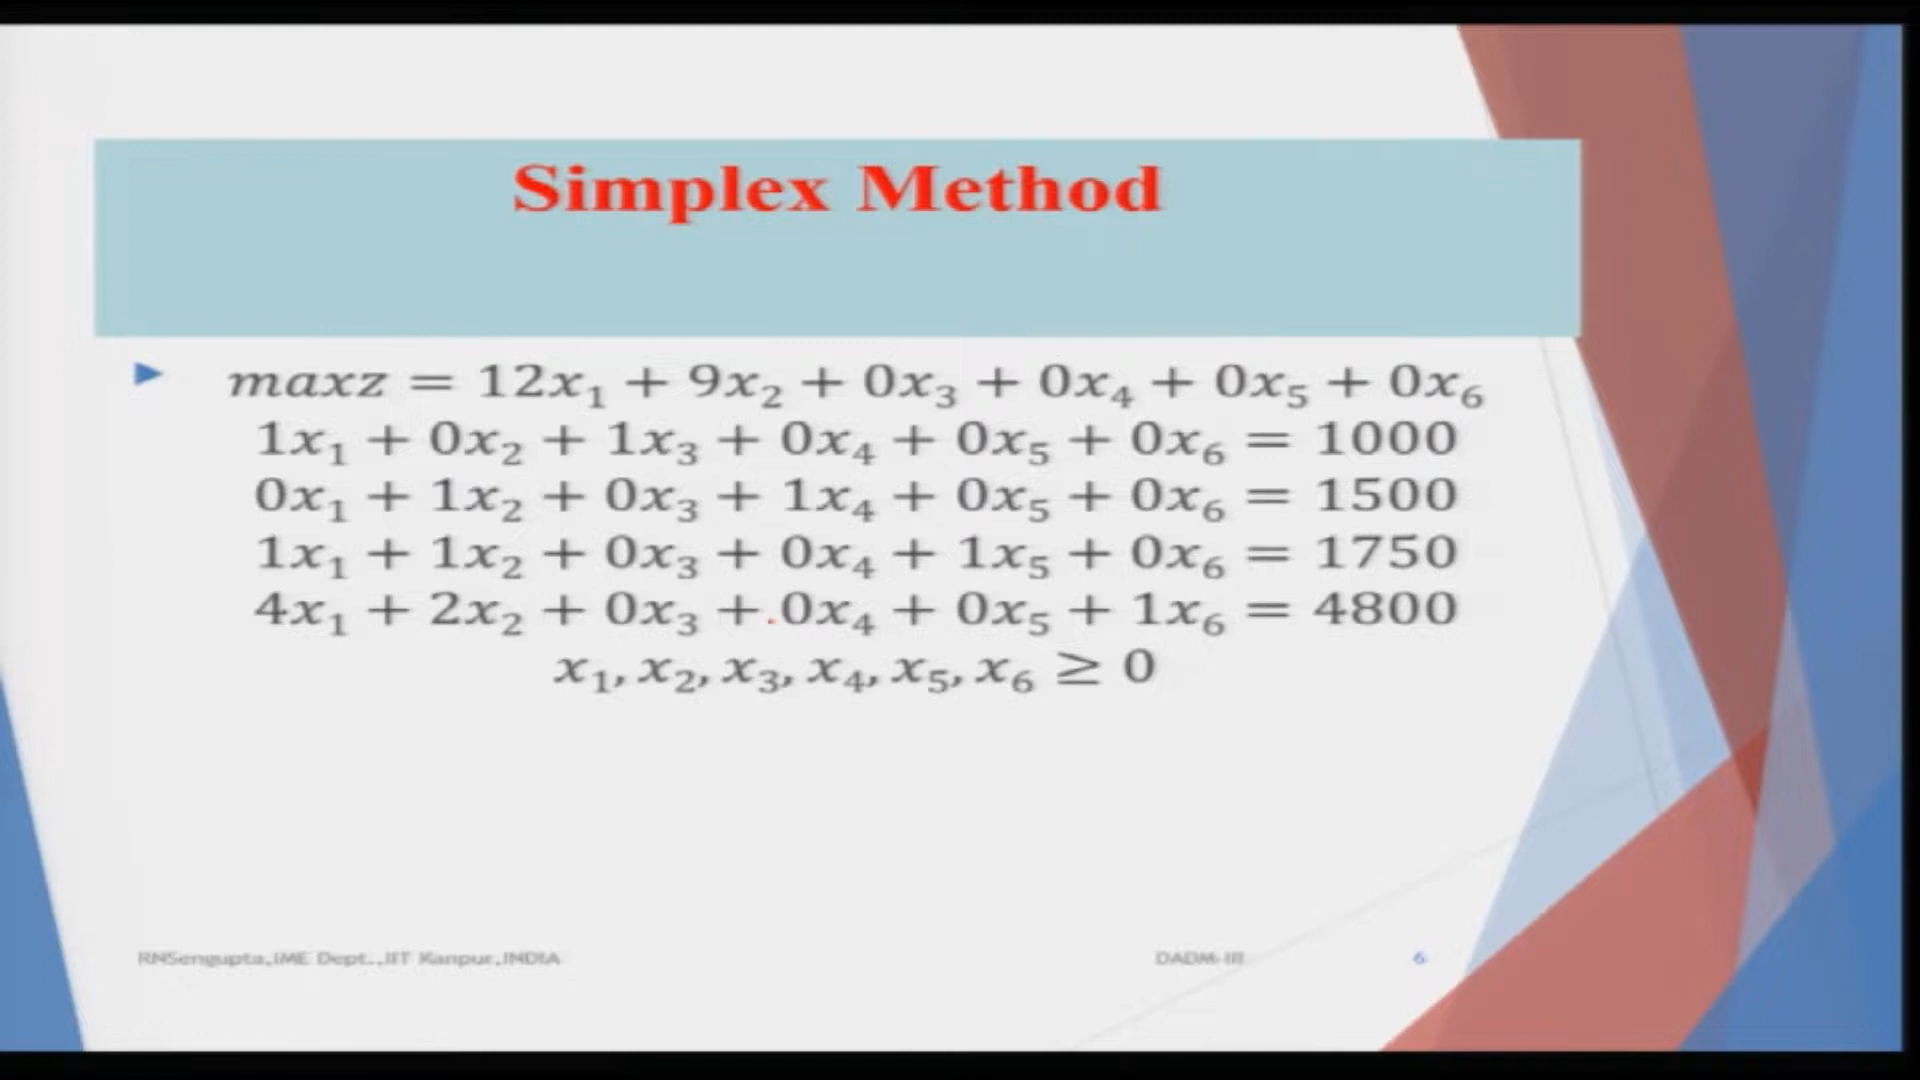 Simplex Method
maxz = 12x₁ + 9x₂ + 0x₃ + 0x₄ + 0x₅ + 0x₆
1x₁ + 0x₂ + 1x₃ + 0x₄ + 0x₅ + 0x₆ = 1000
0x₁ + 1x₂ + 0x₃ + 1x₄ + 0x₅ + 0x₆ = 1500
1x₁ + 1x₂ + 0x₃ + 0x₄ + 1x₅ + 0x₆ = 1750
4x₁ + 2x₂ + 0x₃ + 0x₄ + 0x₅ + 1x₆ = 4800
x₁, x₂, x₃, x₄, x₅, x₆ ≥ 0
RNSengupta,IME Dept.,IIT Kanpur,INDIA
DADM-III
6